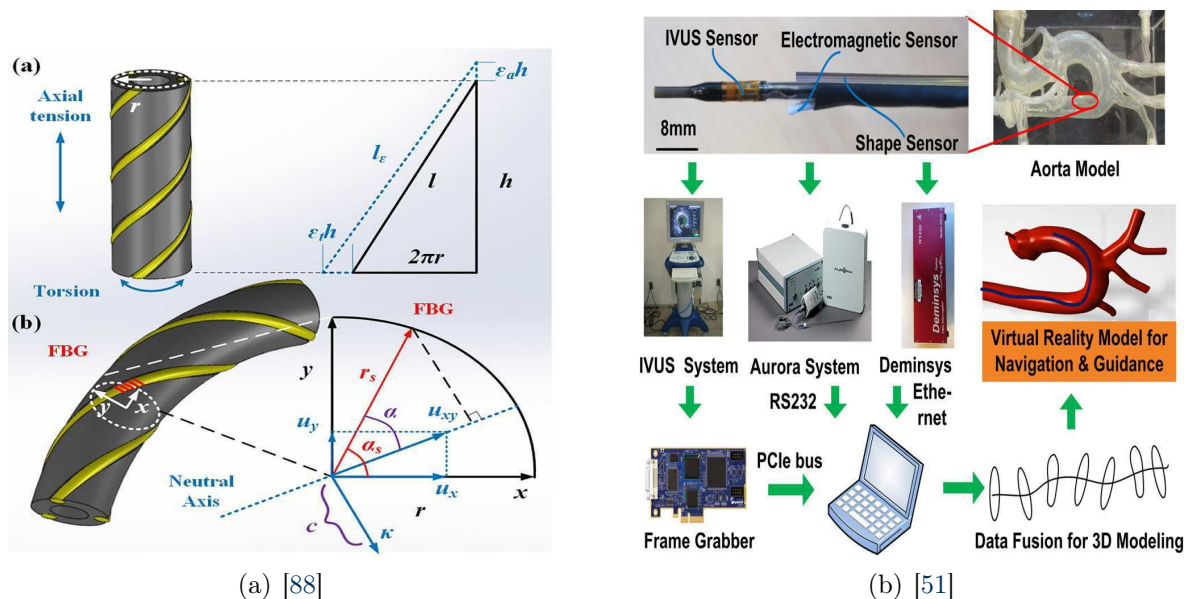 (a)
Axial
tension
r
ε_a h
l_ε
l
h
ε_t h
2πr
Torsion
(b)
FBG
FBG
y
x
y
r_s
α
u_xy
u_y
α_s
u_x
x
r
Neutral
Axis
c
κ
(a) [88]
IVUS Sensor
Electromagnetic Sensor
8mm
Shape Sensor
Aorta Model
AURORA
Deminsys
IVUS System
Aurora System
Deminsys
RS232
Ethe-
rnet
Virtual Reality Model for
Navigation & Guidance
PCIe bus
Frame Grabber
Data Fusion for 3D Modeling
(b) [51]